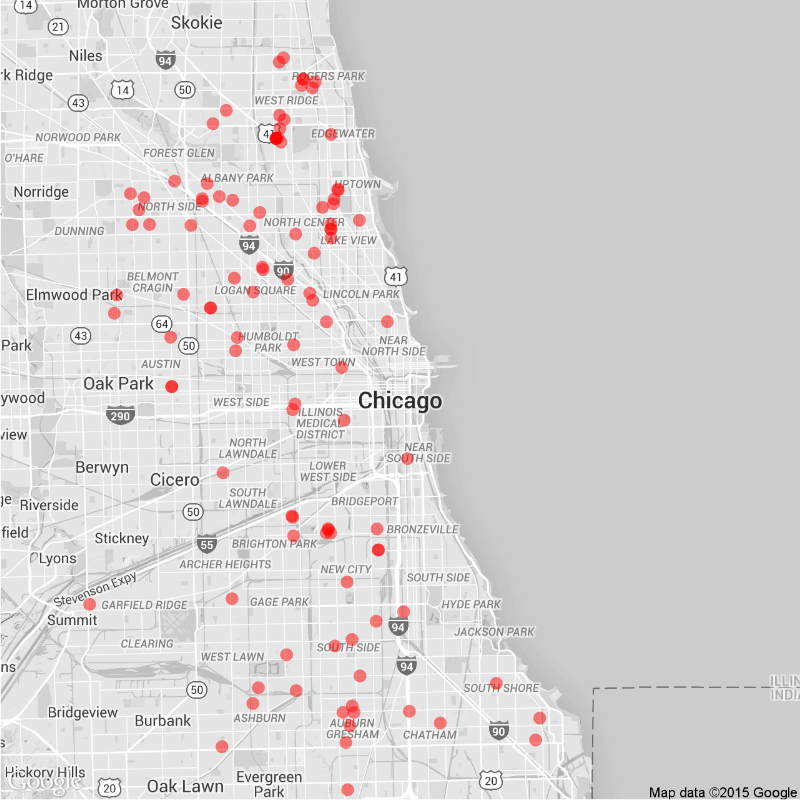 14
Morton Grove
21
Skokie
Niles
94
rk Ridge
14
50
ROGERS PARK
43
WEST RIDGE
NORWOOD PARK
41
EDGEWATER
O'HARE
FOREST GLEN
ALBANY PARK
UPTOWN
Norridge
NORTH SIDE
NORTH CENTER
DUNNING
94
LAKE VIEW
90
41
BELMONT
CRAGIN
LOGAN SQUARE
Elmwood Park
LINCOLN PARK
64
43
50
HUMBOLDT
PARK
NEAR
NORTH SIDE
Park
AUSTIN
WEST TOWN
Oak Park
ywood
WEST SIDE
Chicago
290
ILLINOIS
MEDICAL
DISTRICT
view
NORTH
LAWNDALE
NEAR
SOUTH SIDE
Berwyn
LOWER
WEST SIDE
Cicero
SOUTH
LAWNDALE
ge
Riverside
50
BRIDGEPORT
field
Stickney
BRONZEVILLE
55
BRIGHTON PARK
Lyons
ARCHER HEIGHTS
NEW CITY
SOUTH SIDE
Stevenson Expy
GARFIELD RIDGE
GAGE PARK
HYDE PARK
Summit
94
JACKSON PARK
CLEARING
SOUTH SIDE
WEST LAWN
ns
94
50
SOUTH SHORE
ILLIN
INDIA
Bridgeview
Burbank
ASHBURN
AUBURN
GRESHAM
CHATHAM
90
Hickory Hills
20
Oak Lawn
Evergreen
Park
20
Google
Map data ©2015 Google